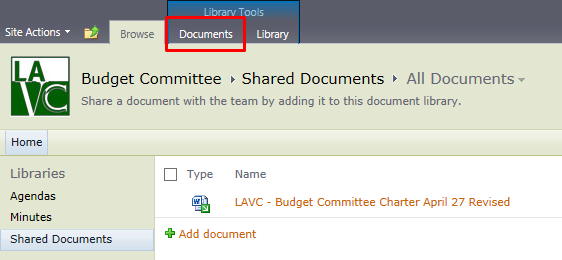 Library Tools
Site Actions Browse Documents Library
LA
VC
Budget Committee Shared Documents All Documents
Share a document with the team by adding it to this document library.
Home
Libraries
Agendas
Minutes
Shared Documents
Type Name
LAVC - Budget Committee Charter April 27 Revised
Add document